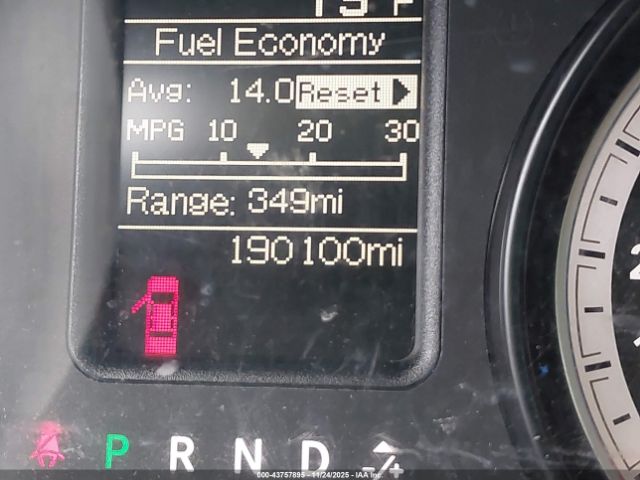 Fuel Economy
Avg: 14.0 Reset
MPG 10 20 30
Range: 349mi
190100mi
P R N D -/+
000-43757895 - 11/24/2025 - IAA Inc.